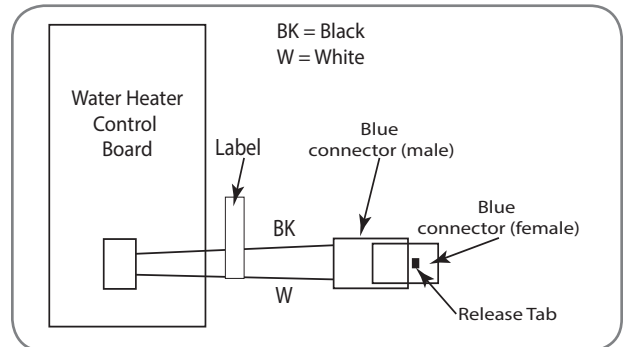 BK = Black
W = White
Water Heater
Control
Board
Label
Blue
connector (male)
Blue
connector (female)
BK
W
Release Tab